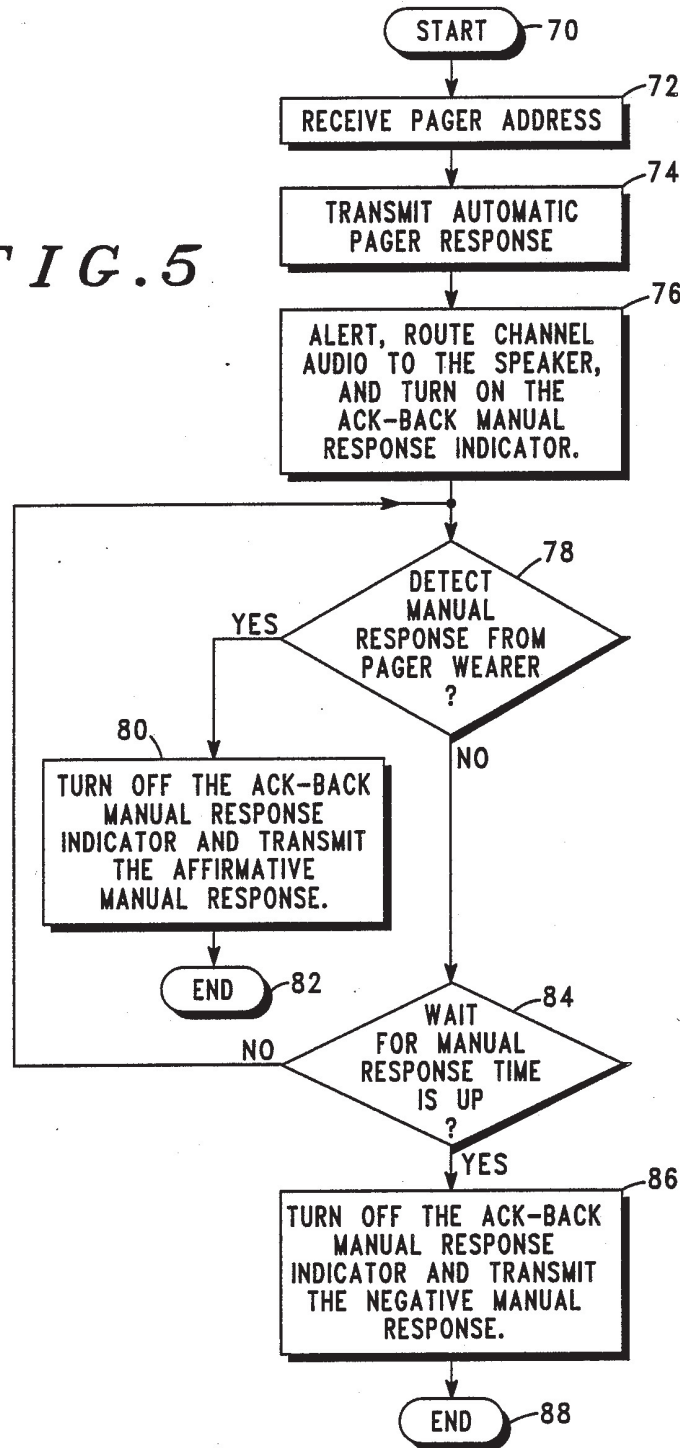 START
70
72
RECEIVE PAGER ADDRESS
74
TRANSMIT AUTOMATIC
PAGER RESPONSE
FIG.5
76
ALERT, ROUTE CHANNEL
AUDIO TO THE SPEAKER,
AND TURN ON THE
ACK-BACK MANUAL
RESPONSE INDICATOR.
78
DETECT
MANUAL
RESPONSE FROM
PAGER WEARER
?
YES
NO
80
TURN OFF THE ACK-BACK
MANUAL RESPONSE
INDICATOR AND TRANSMIT
THE AFFIRMATIVE
MANUAL RESPONSE.
END
82
84
WAIT
FOR MANUAL
RESPONSE TIME
IS UP
?
NO
YES
86
TURN OFF THE ACK-BACK
MANUAL RESPONSE
INDICATOR AND TRANSMIT
THE NEGATIVE MANUAL
RESPONSE.
END
88